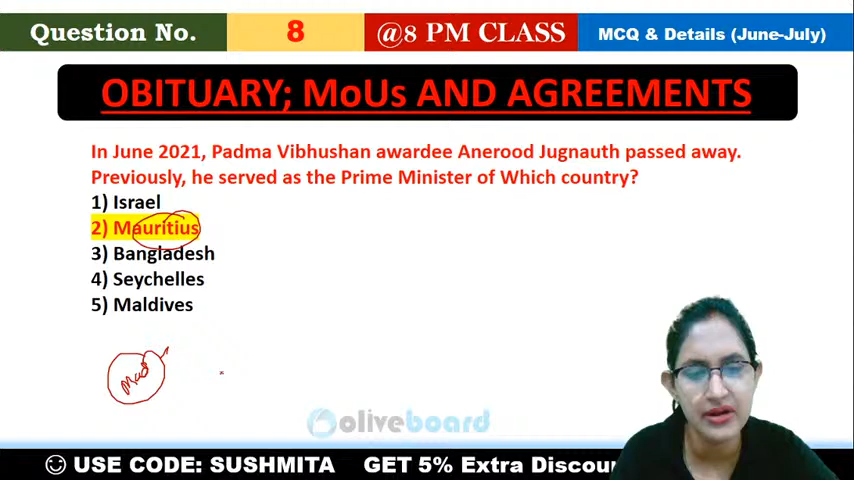 Question No.
8
@8 PM CLASS
MCQ & Details (June-July)
OBITUARY; MoUs AND AGREEMENTS
In June 2021, Padma Vibhushan awardee Anerood Jugnauth passed away.
Previously, he served as the Prime Minister of Which country?
1) Israel
2) Mauritius
3) Bangladesh
4) Seychelles
5) Maldives
oliveboard
USE CODE: SUSHMITA GET 5% Extra Discou